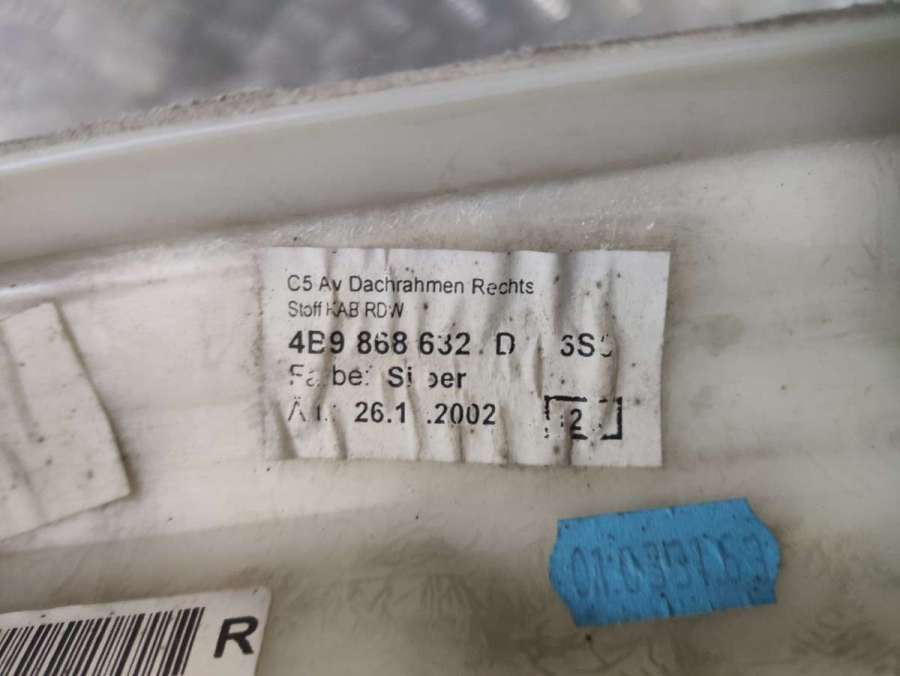 C5 Av Dachrahmen Rechts
Stoff KAB RDW
4B9 868 632 D
Farbe: Silber
26.1 .2002
2
R